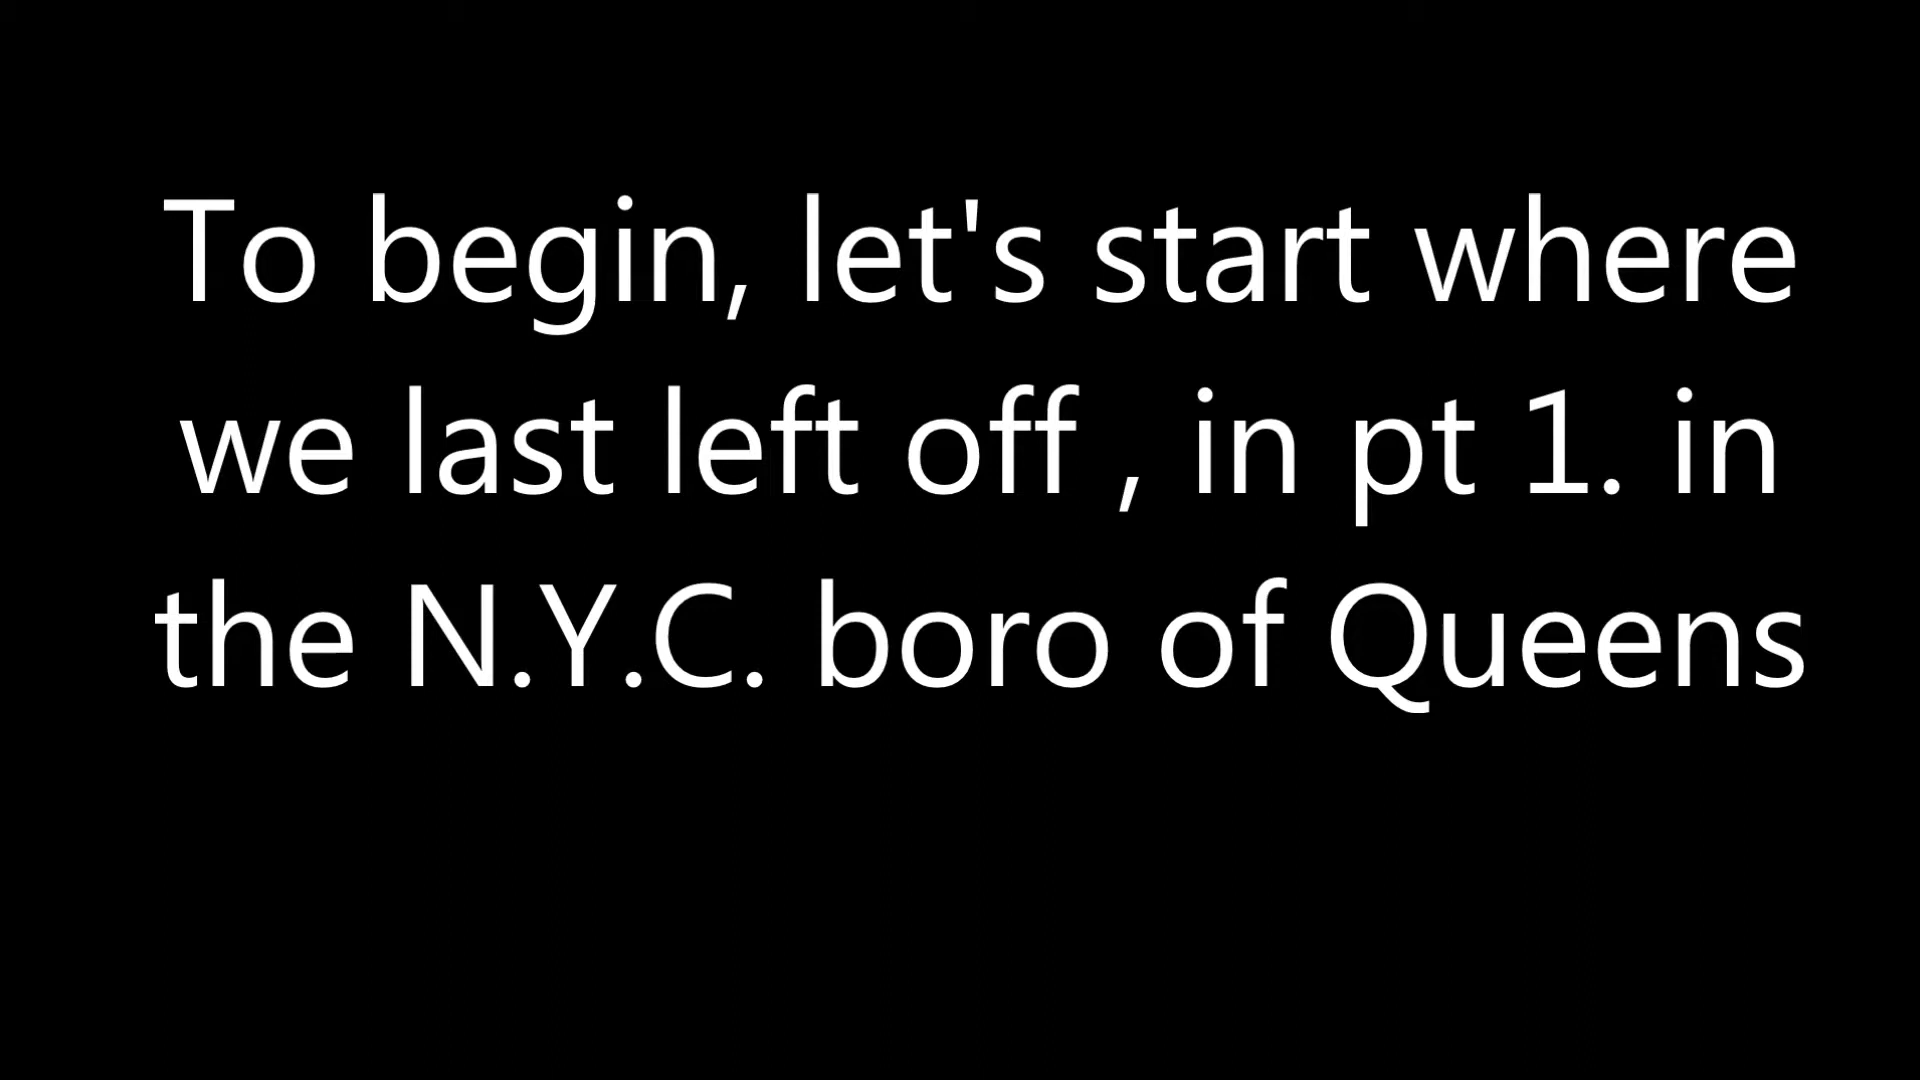 To begin, let's start where
we last left off , in pt 1. in
the N.Y.C. boro of Queens